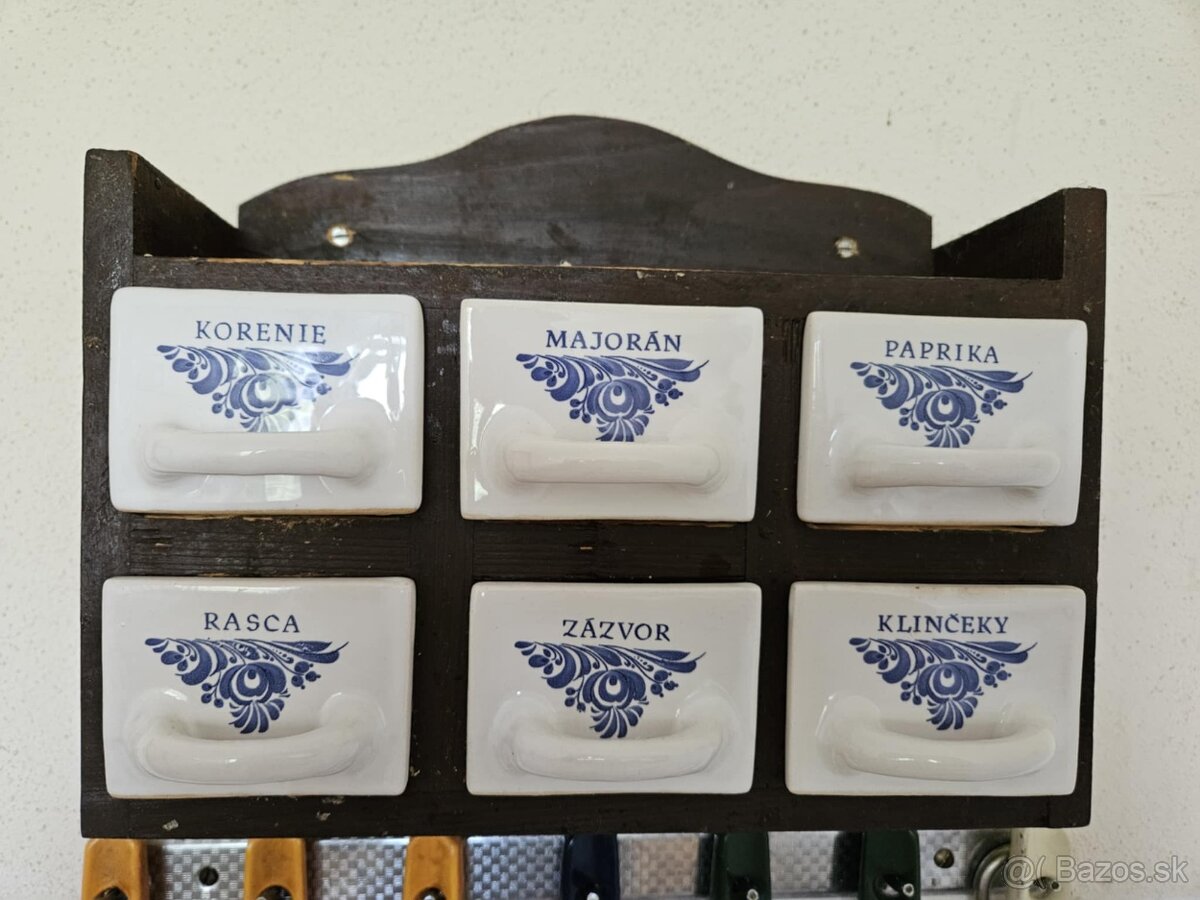 KORENIE
MAJORÁN
PAPRIKA
RASCA
ZÁZVOR
KLINČEKY
@ Bazos.sk